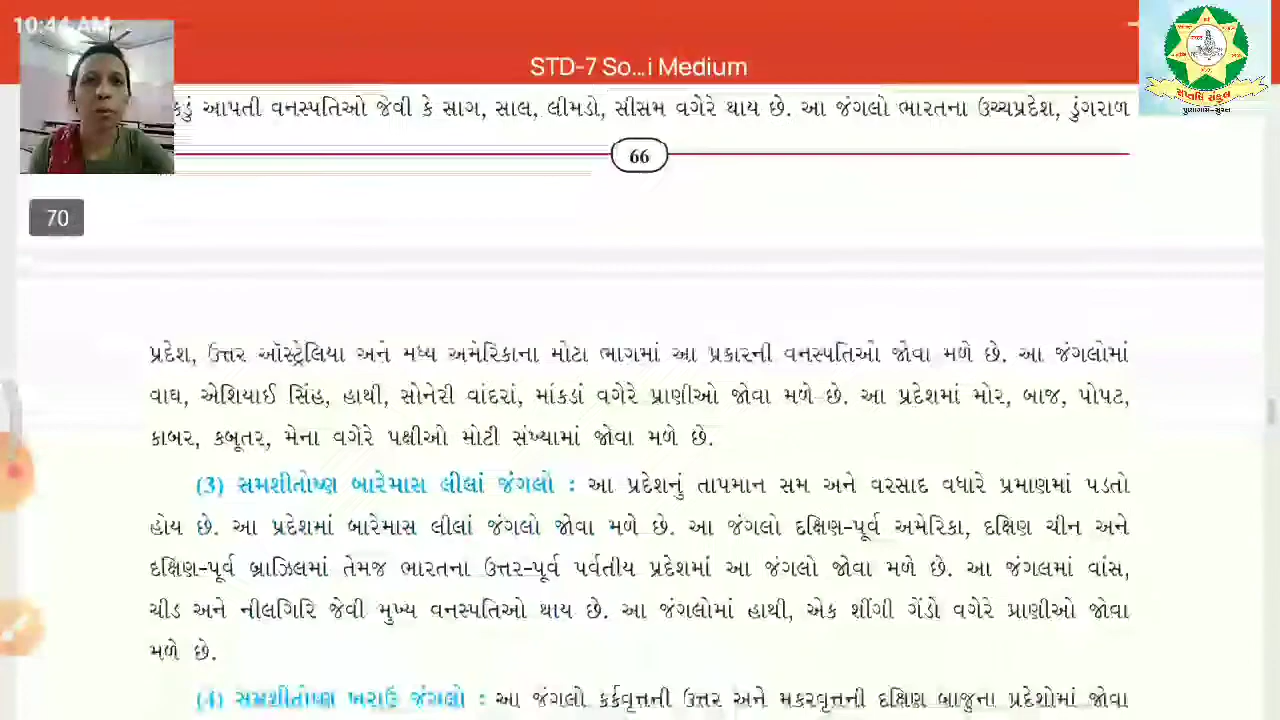 10:44 AM
STD-7 So...i Medium
આપતી વનસ્પતિઓ જેવી કે સાગ, સાલ, લીમડો, સીસમ વગેરે થાય છે. આ જંગલો ભારતના ઉચ્ચપ્રદેશ, ડુંગરાળ
66
70
પ્રદેશ, ઉત્તર ઑસ્ટ્રેલિયા અને મધ્ય અમેરિકાના મોટા ભાગમાં આ પ્રકારની વનસ્પતિઓ જોવા મળે છે. આ જંગલોમાં
વાઘ, એશિયાઈ સિંહ, હાથી, સોનેરી વાંદરાં, માંકડાં વગેરે પ્રાણીઓ જોવા મળે છે. આ પ્રદેશમાં મોર, બાજ, પોપટ,
કાબર, કબૂતર, મેના વગેરે પક્ષીઓ મોટી સંખ્યામાં જોવા મળે છે.
(3) સમશીતોષ્ણ બારેમાસ લીલાં જંગલો : આ પ્રદેશનું તાપમાન સમ અને વરસાદ વધારે પ્રમાણમાં પડતો
હોય છે. આ પ્રદેશમાં બારેમાસ લીલાં જંગલો જોવા મળે છે. આ જંગલો દક્ષિણ-પૂર્વ અમેરિકા, દક્ષિણ ચીન અને
દક્ષિણ-પૂર્વ બ્રાઝિલમાં તેમજ ભારતના ઉત્તર-પૂર્વ પર્વતીય પ્રદેશમાં આ જંગલો જોવા મળે છે. આ જંગલમાં વાંસ,
ચીડ અને નીલગિરિ જેવી મુખ્ય વનસ્પતિઓ થાય છે. આ જંગલોમાં હાથી, એક શીંગી ગેંડો વગેરે પ્રાણીઓ જોવા
મળે છે.
(4) સમશીતોષ્ણ ખરાઉ જંગલો : આ જંગલો કર્કવૃત્તની ઉત્તર અને મકરવૃત્તની દક્ષિણ બાજુના પ્રદેશોમાં જોવા